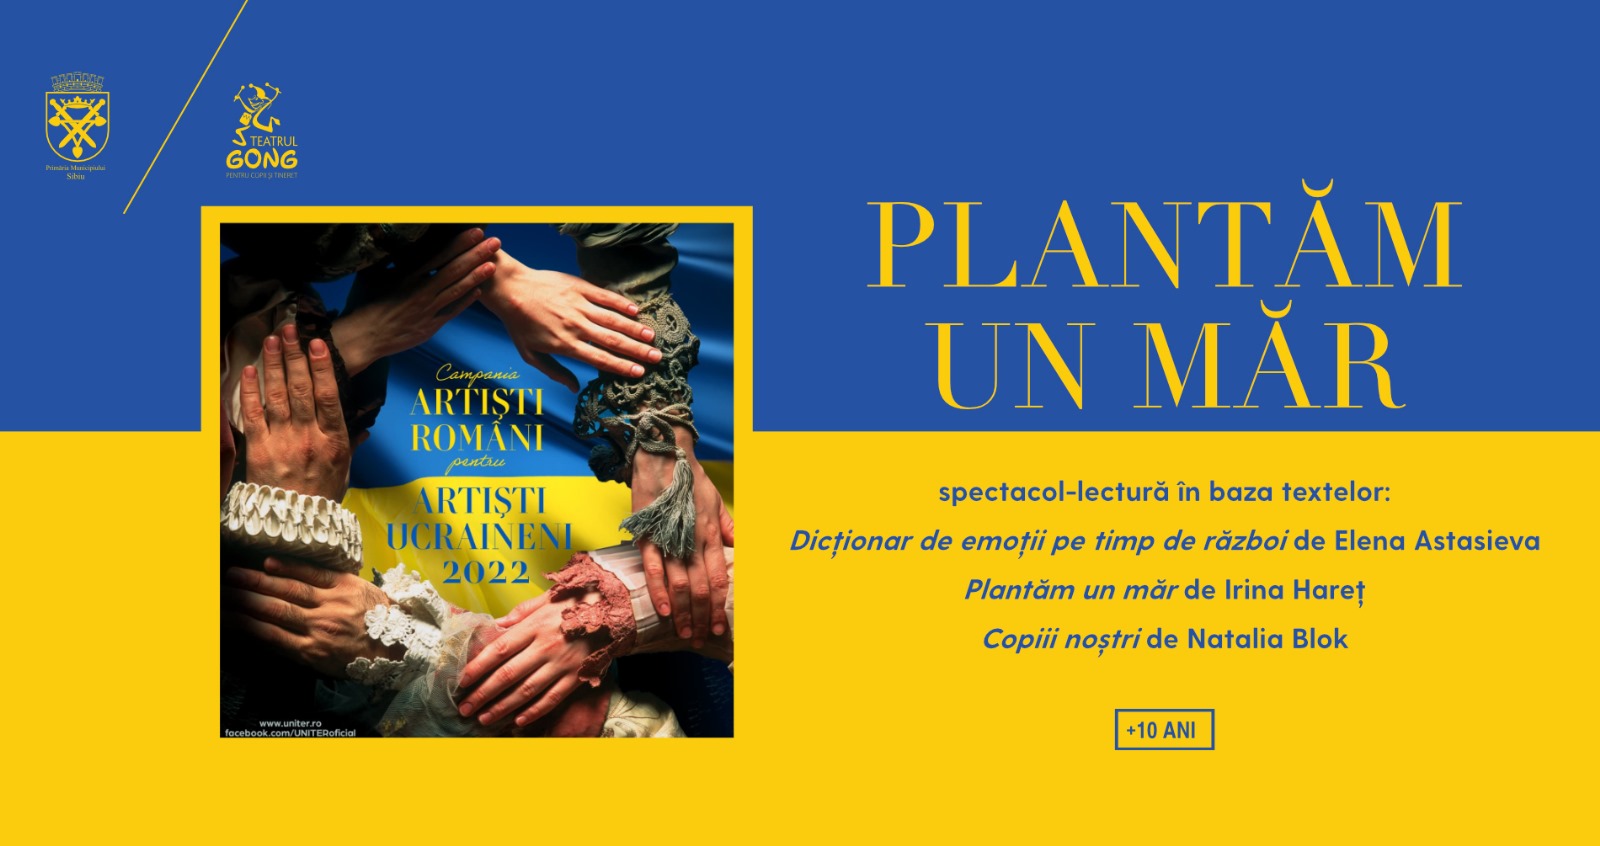 Primăria Municipiului
Sibiu
TEATRUL
GONG
PENTRU COPII ȘI TINERET
PLANTĂM
UN MĂR
Campania
ARTIȘTI
ROMÂNI
pentru
ARTIȘTI
UCRAINENI
2022
www.uniter.ro
facebook.com/UNITERoficial
spectacol-lectură în baza textelor:
Dicționar de emoții pe timp de război de Elena Astasieva
Plantăm un măr de Irina Hareț
Copiii noștri de Natalia Blok
+10 ANI